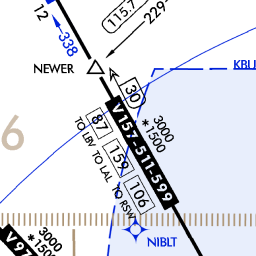 115.7
229
12
338
NEWER
KBU
30
V157-511-599
3000
*1500
87
TO LBV
159
TO LAL
106
TO RSW
6
NIBLT
V 97
3000
*1500